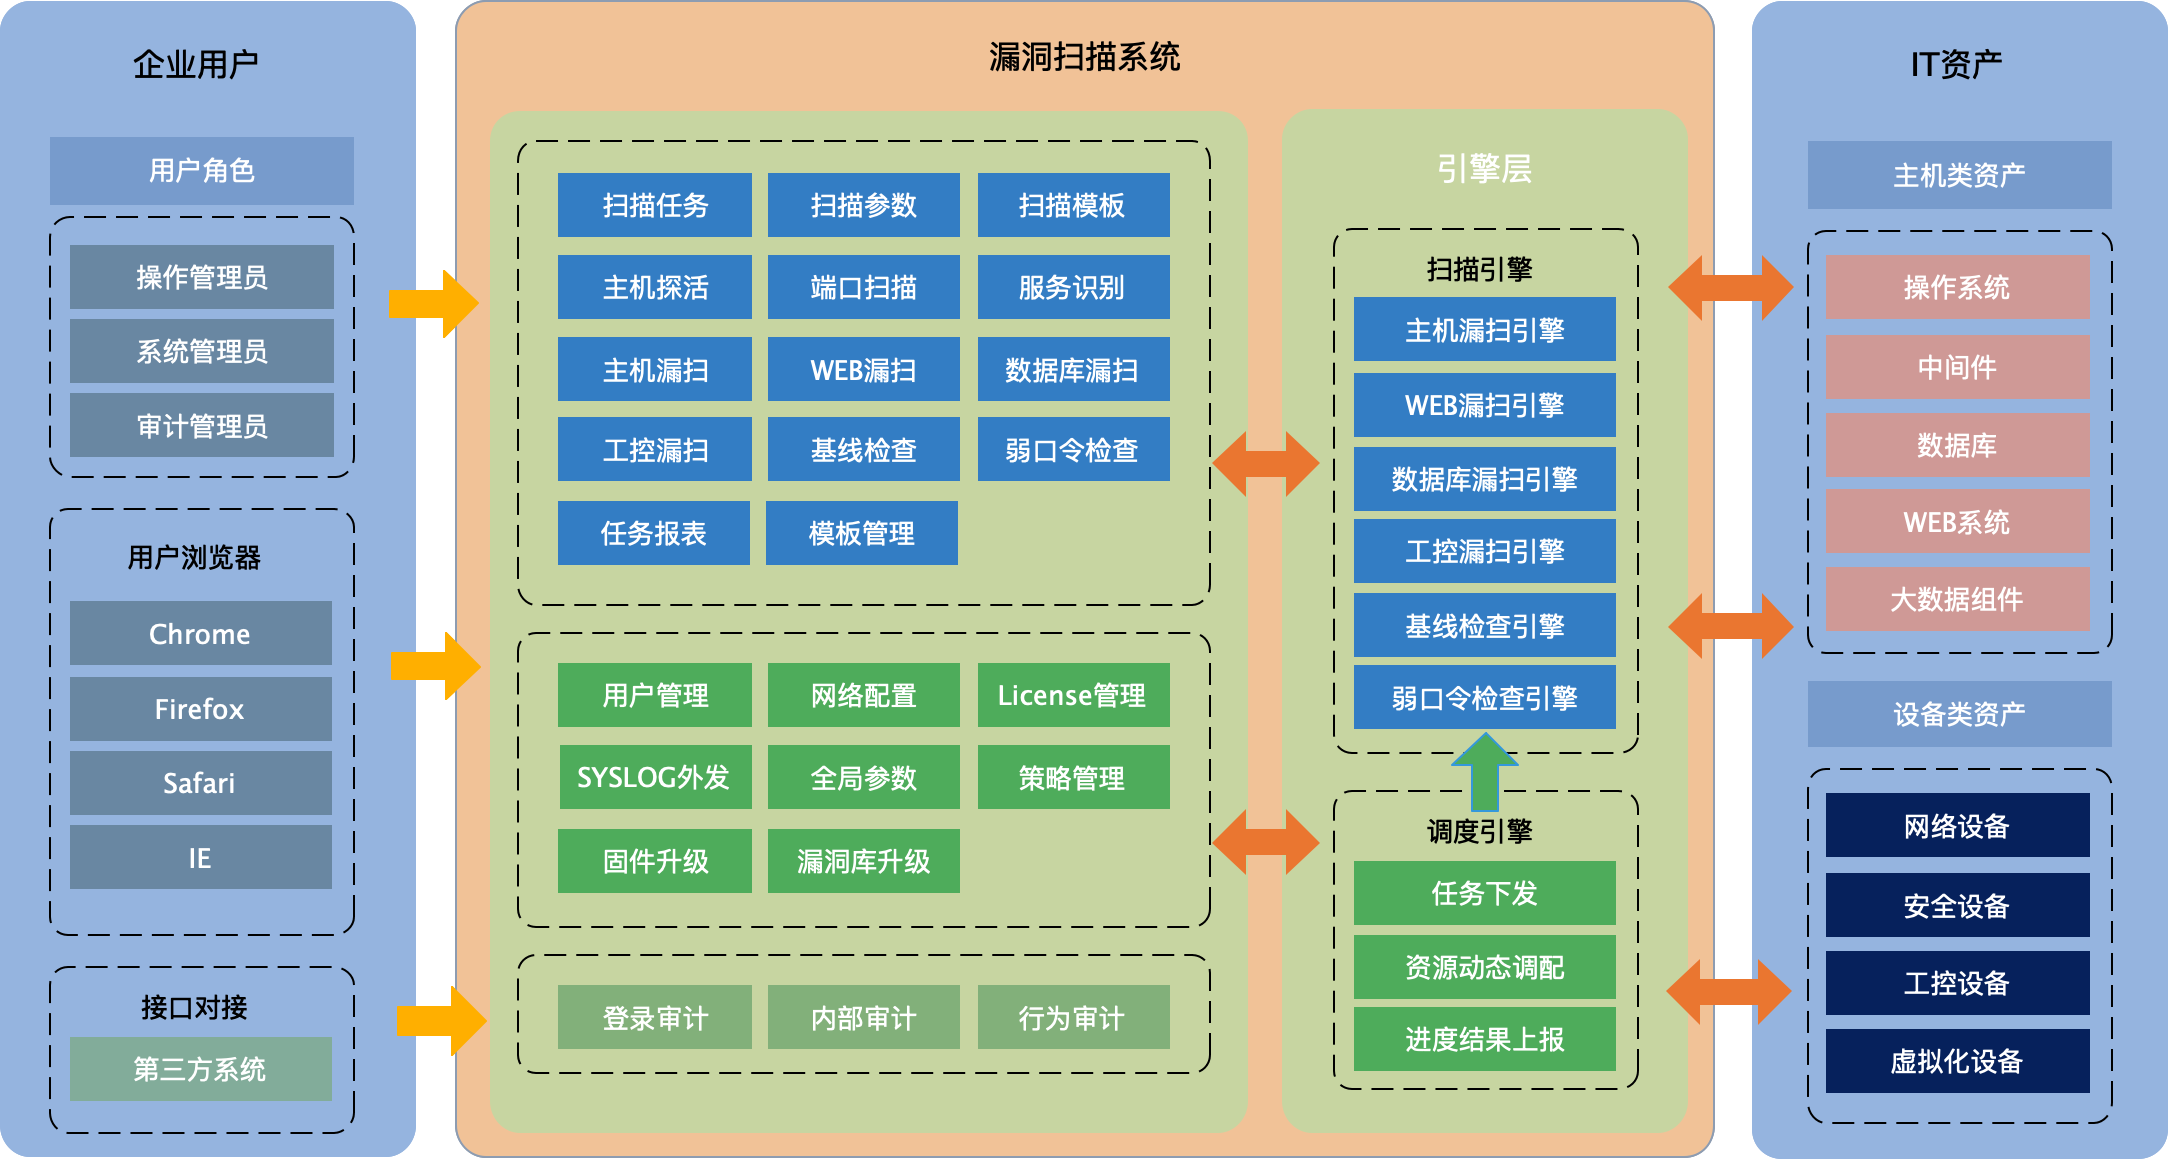 企业用户
用户角色
操作管理员
系统管理员
审计管理员
用户浏览器
Chrome
Firefox
Safari
IE
接口对接
第三方系统
漏洞扫描系统
扫描任务
扫描参数
扫描模板
主机探活
端口扫描
服务识别
主机漏扫
WEB漏扫
数据库漏扫
工控漏扫
基线检查
弱口令检查
任务报表
模板管理
用户管理
网络配置
License管理
SYSLOG外发
全局参数
策略管理
固件升级
漏洞库升级
登录审计
内部审计
行为审计
引擎层
扫描引擎
主机漏扫引擎
WEB漏扫引擎
数据库漏扫引擎
工控漏扫引擎
基线检查引擎
弱口令检查引擎
调度引擎
任务下发
资源动态调配
进度结果上报
IT资产
主机类资产
操作系统
中间件
数据库
WEB系统
大数据组件
设备类资产
网络设备
安全设备
工控设备
虚拟化设备